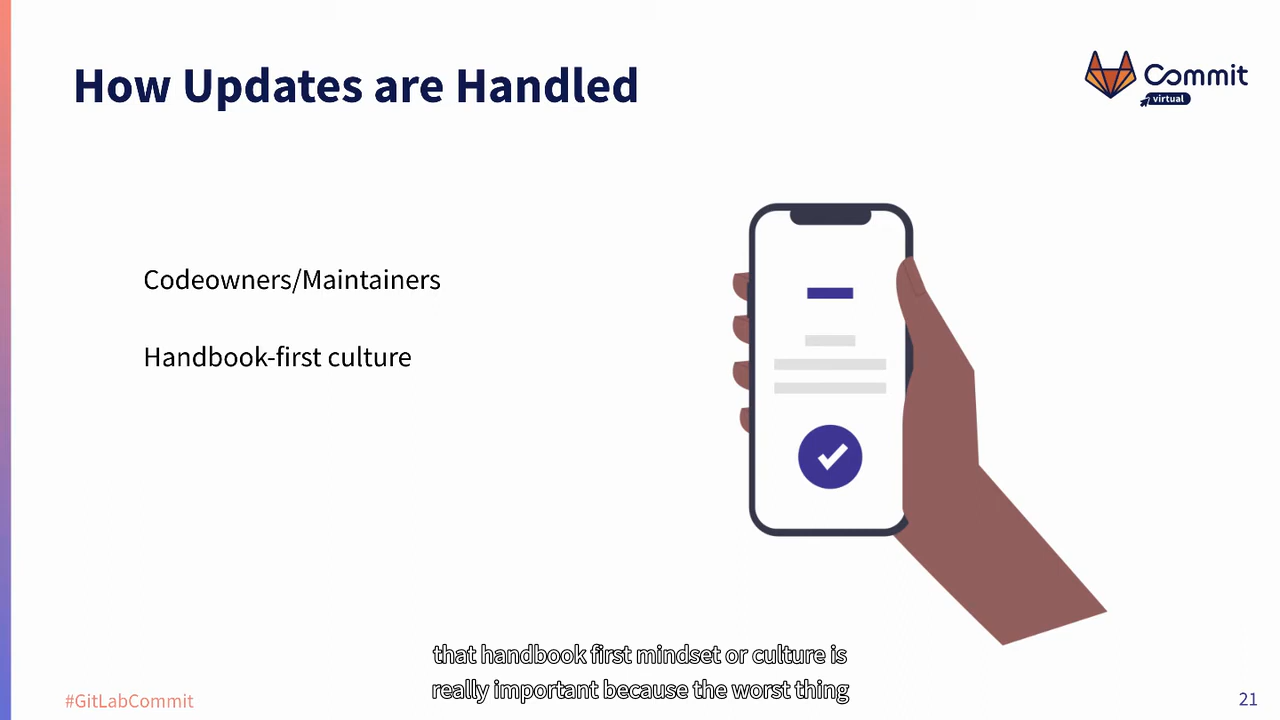 How Updates are Handled
Commit
virtual
Codeowners/Maintainers
Handbook-first culture
that handbook first mindset or culture is
really important because the worst thing
#GitLabCommit
21